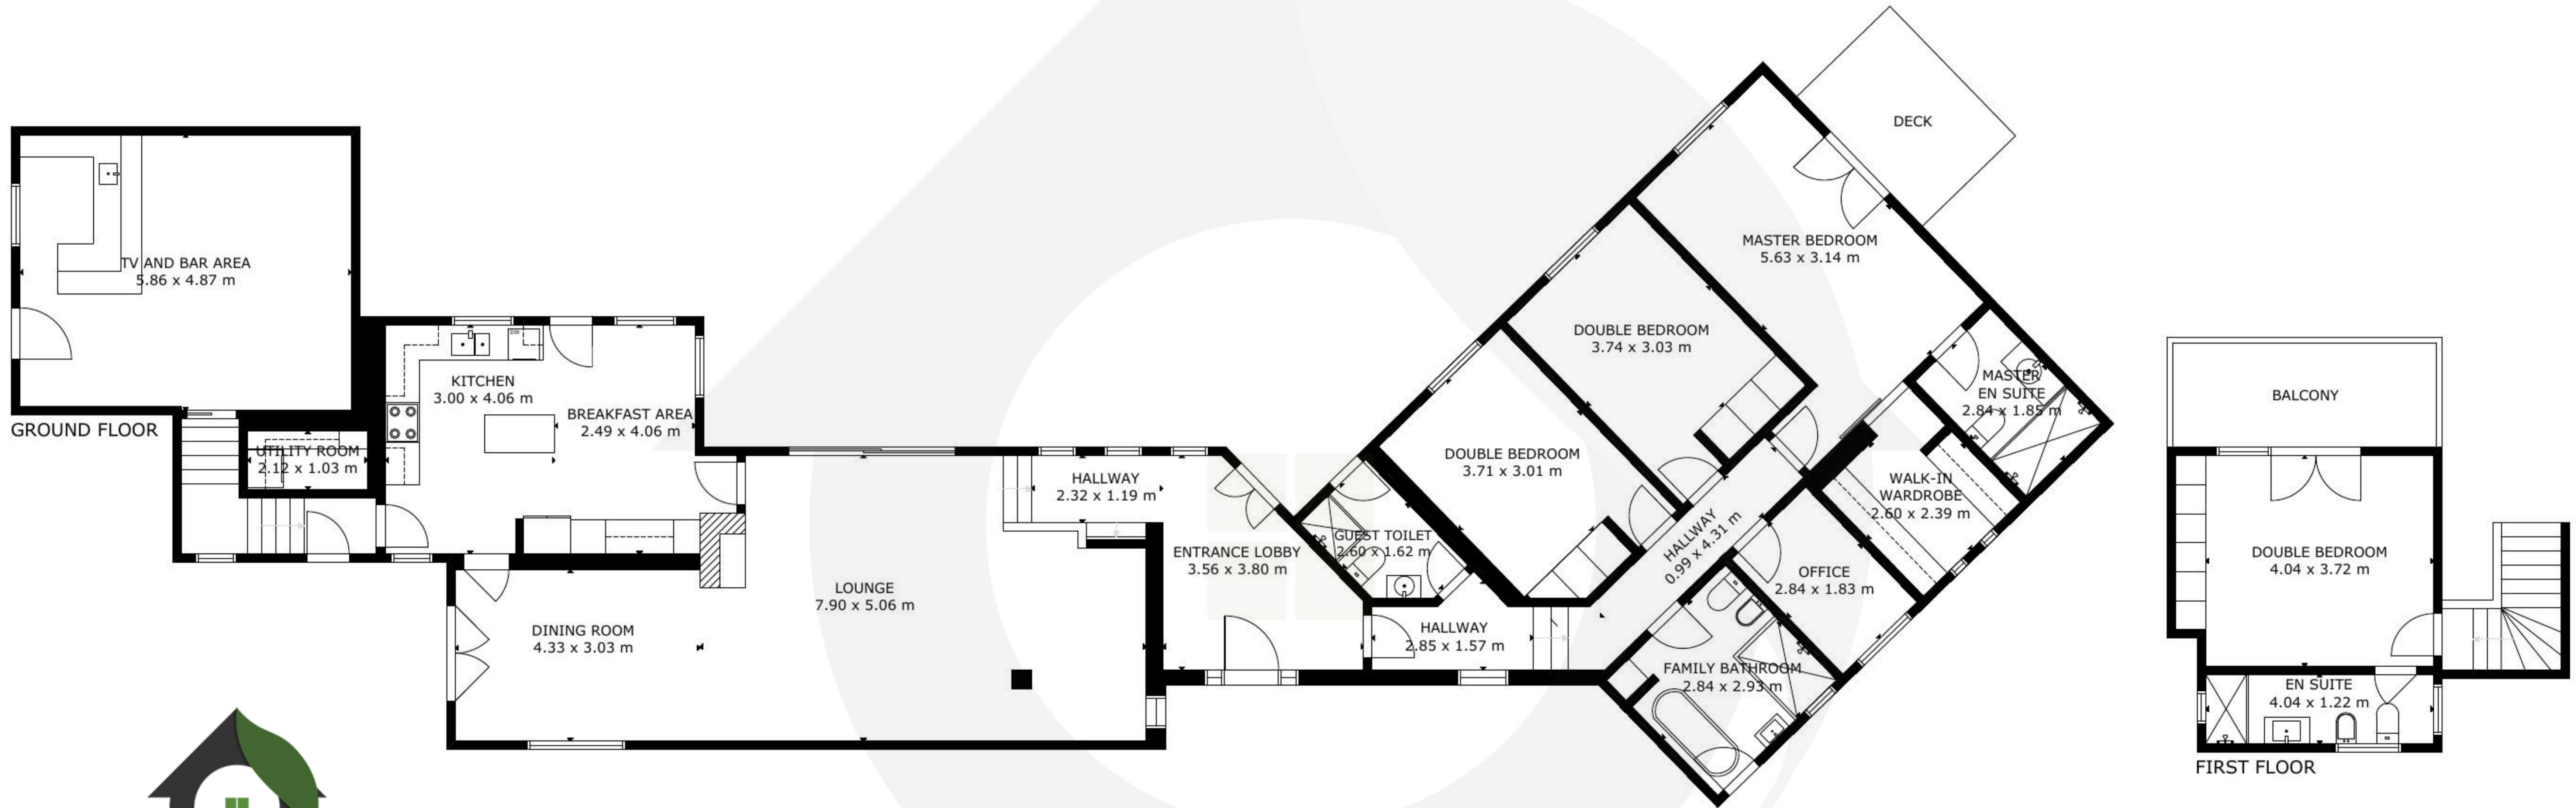 TV AND BAR AREA
5.86 x 4.87 m
GROUND FLOOR
UTILITY ROOM
2.12 x 1.03 m
KITCHEN
3.00 x 4.06 m
DW
BREAKFAST AREA
2.49 x 4.06 m
DINING ROOM
4.33 x 3.03 m
LOUNGE
7.90 x 5.06 m
HALLWAY
2.32 x 1.19 m
ENTRANCE LOBBY
3.56 x 3.80 m
GUEST TOILET
2.60 x 1.62 m
HALLWAY
2.85 x 1.57 m
DOUBLE BEDROOM
3.71 x 3.01 m
DOUBLE BEDROOM
3.74 x 3.03 m
MASTER BEDROOM
5.63 x 3.14 m
DECK
MASTER
EN SUITE
2.84 x 1.85 m
WALK-IN
WARDROBE
2.60 x 2.39 m
HALLWAY
0.99 x 4.31 m
OFFICE
2.84 x 1.83 m
FAMILY BATHROOM
2.84 x 2.93 m
BALCONY
DOUBLE BEDROOM
4.04 x 3.72 m
EN SUITE
4.04 x 1.22 m
FIRST FLOOR